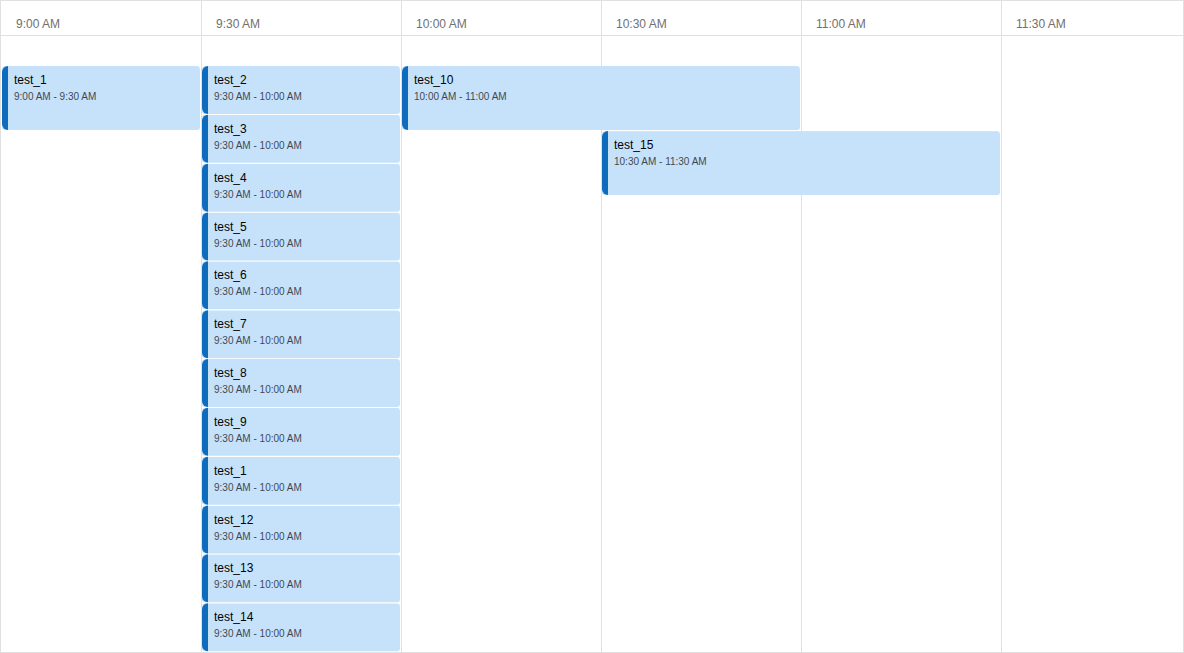 9:00 AM
9:30 AM
10:00 AM
10:30 AM
11:00 AM
11:30 AM
test_1
9:00 AM - 9:30 AM
test_2
9:30 AM - 10:00 AM
test_3
9:30 AM - 10:00 AM
test_4
9:30 AM - 10:00 AM
test_5
9:30 AM - 10:00 AM
test_6
9:30 AM - 10:00 AM
test_7
9:30 AM - 10:00 AM
test_8
9:30 AM - 10:00 AM
test_9
9:30 AM - 10:00 AM
test_1
9:30 AM - 10:00 AM
test_12
9:30 AM - 10:00 AM
test_13
9:30 AM - 10:00 AM
test_14
9:30 AM - 10:00 AM
test_10
10:00 AM - 11:00 AM
test_15
10:30 AM - 11:30 AM